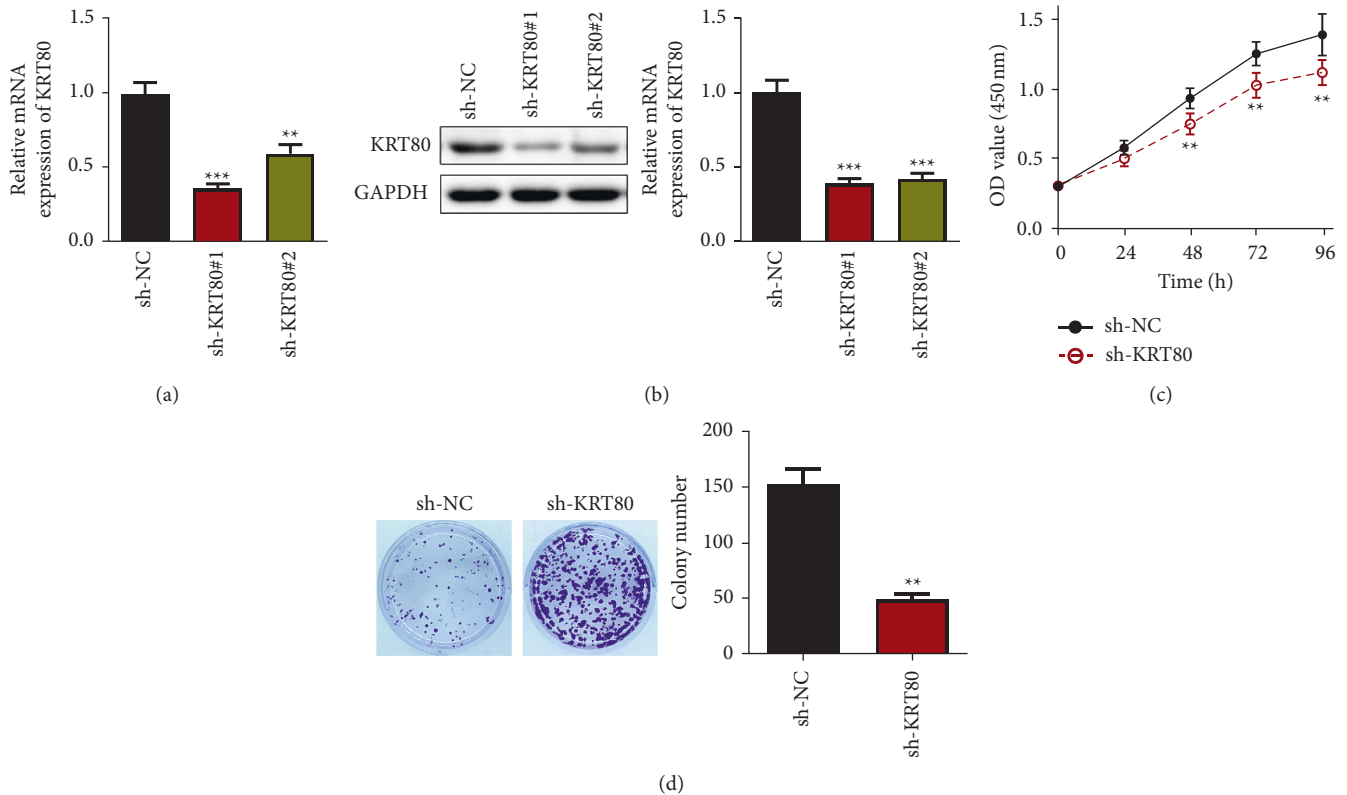 1.5
1.0
0.5
0.0
Relative mRNA
expression of KRT80
***
**
sh-NC
sh-KRT80#1
sh-KRT80#2
(a)
sh-NC
sh-KRT80#1
sh-KRT80#2
KRT80
GAPDH
1.5
1.0
0.5
0.0
Relative mRNA
expression of KRT80
***
***
sh-NC
sh-KRT80#1
sh-KRT80#2
(b)
1.5
1.0
0.5
0.0
OD value (450 nm)
**
**
**
0
24
48
72
96
Time (h)
sh-NC
sh-KRT80
(c)
sh-NC
sh-KRT80
200
150
100
50
0
Colony number
**
sh-NC
sh-KRT80
(d)